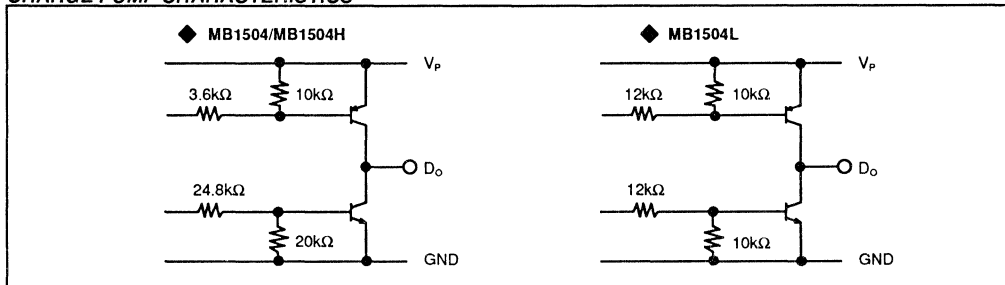 CHARGE PUMP CHARACTERISTICS
◆ MB1504/MB1504H
VP
3.6kΩ
10kΩ
DO
24.8kΩ
20kΩ
GND
◆ MB1504L
VP
12kΩ
10kΩ
DO
12kΩ
10kΩ
GND